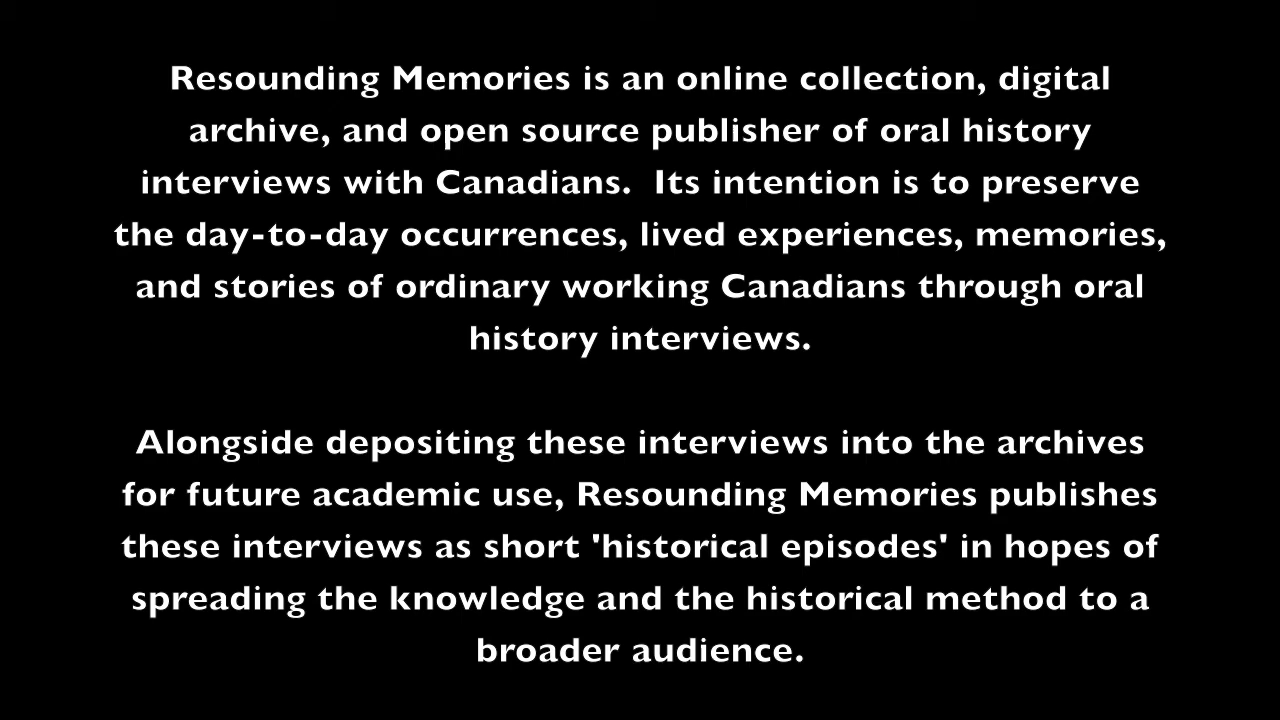 Resounding Memories is an online collection, digital
archive, and open source publisher of oral history
interviews with Canadians.  Its intention is to preserve
the day-to-day occurrences, lived experiences, memories,
and stories of ordinary working Canadians through oral
history interviews.
Alongside depositing these interviews into the archives
for future academic use, Resounding Memories publishes
these interviews as short 'historical episodes' in hopes of
spreading the knowledge and the historical method to a
broader audience.